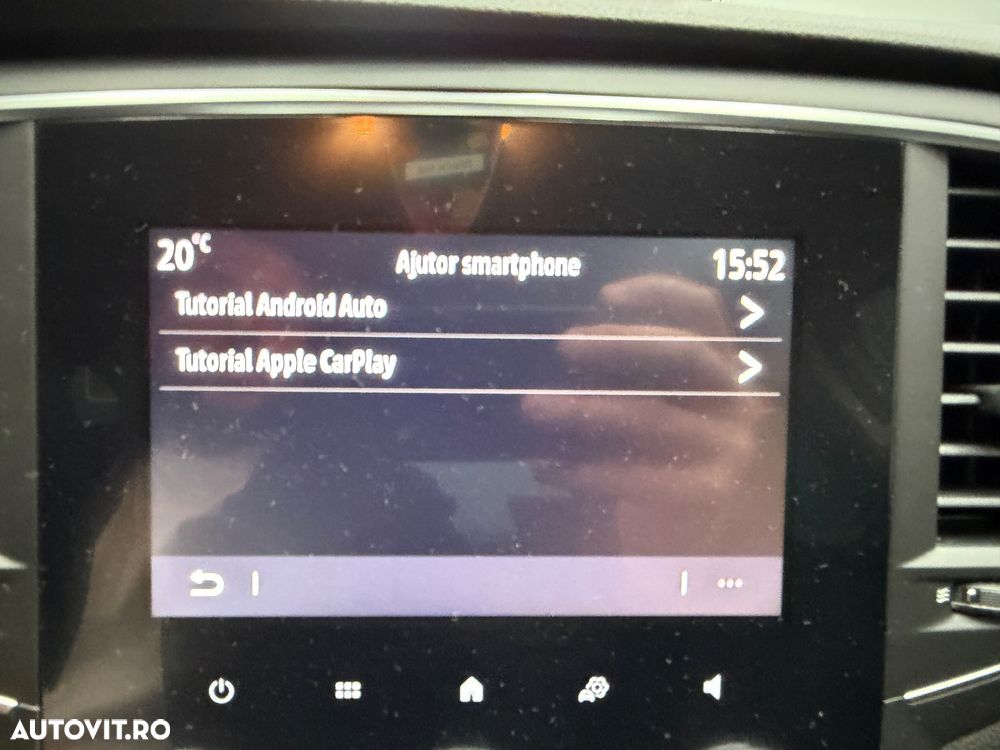 20°C
Ajutor smartphone
15:52
Tutorial Android Auto
Tutorial Apple CarPlay
AUTOVIT.RO